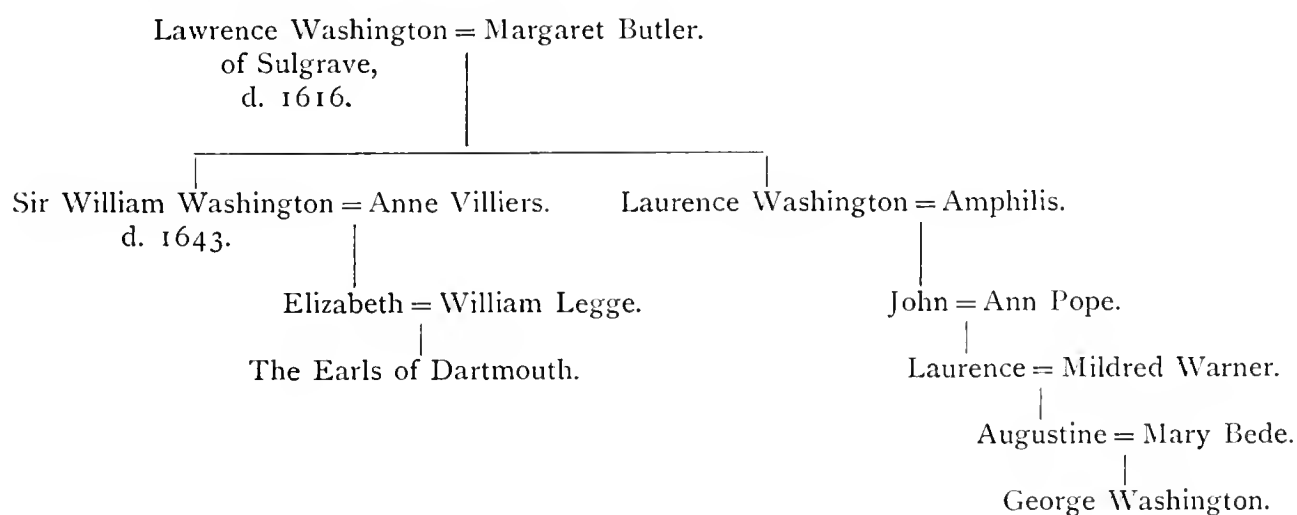 Lawrence Washington = Margaret Butler.
of Sulgrave,
d. 1616.
Sir William Washington = Anne Villiers.
d. 1643.
Laurence Washington = Amphilis.
Elizabeth = William Legge.
John = Ann Pope.
The Earls of Dartmouth.
Laurence = Mildred Warner.
Augustine = Mary Bede.
George Washington.